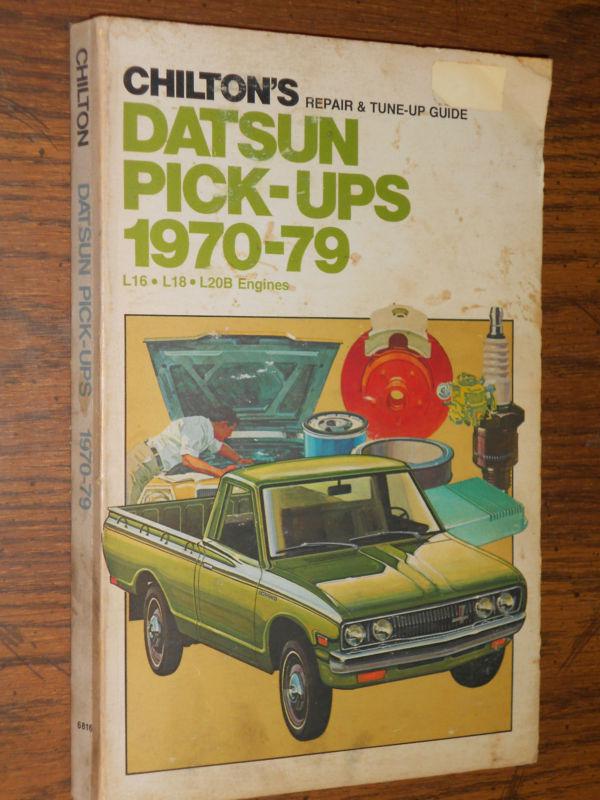 CHILTON'S
REPAIR & TUNE-UP GUIDE
DATSUN
PICK-UPS
1970-79
L16 • L18 • L20B Engines
CHILTON DATSUN PICK-UPS 1970-79
6816